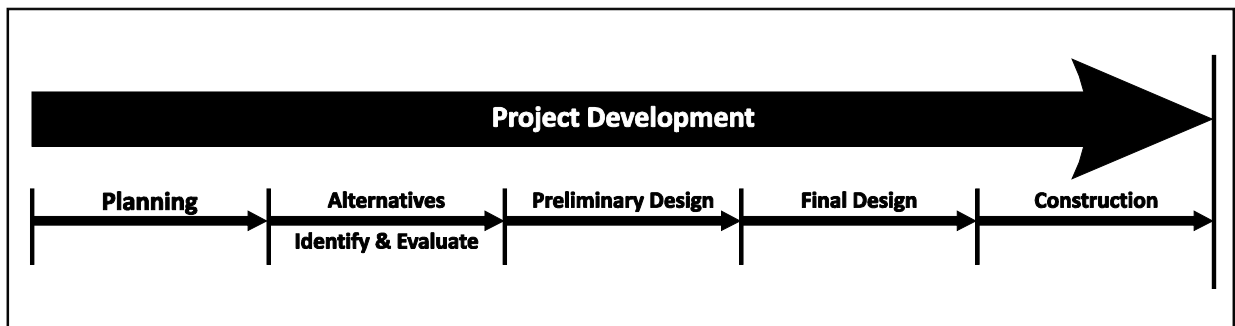 Project Development
Planning
Alternatives
Identify & Evaluate
Preliminary Design
Final Design
Construction